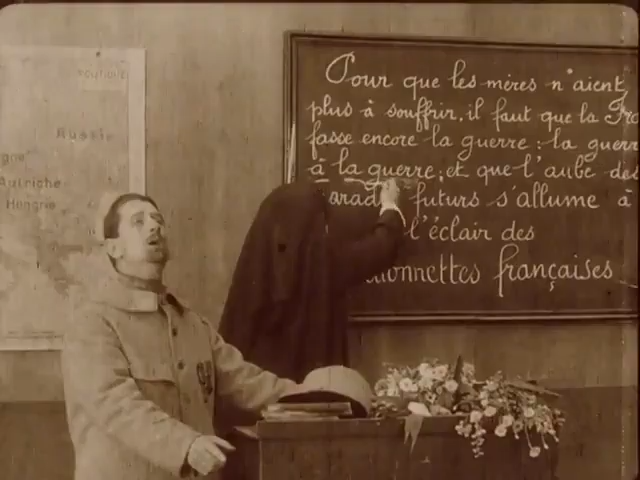 Russie
Autriche
Hongrie
Pour que les mères n'aient
plus à souffrir, il faut que la
fasse encore la guerre : la guerre
à la guerre; et que l'aube des
futurs s'allume à
l'éclair des
françaises